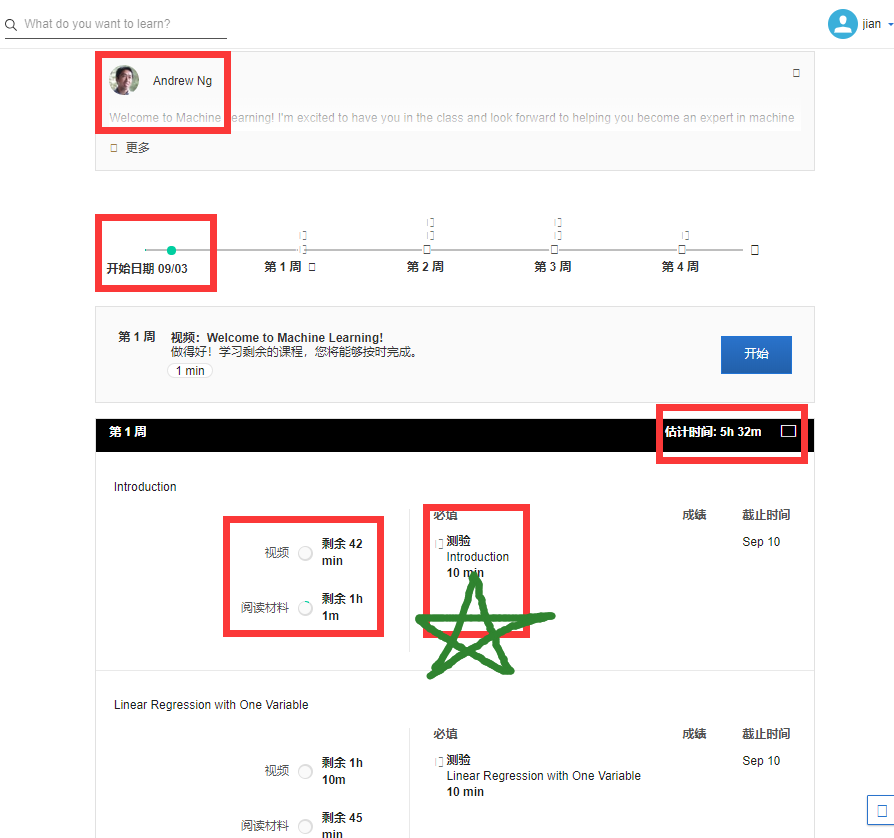 What do you want to learn?
jian
Andrew Ng
Welcome to Machine Learning! I'm excited to have you in the class and look forward to helping you become an expert in machine
更多
开始日期 09/03
第 1 周
第 2 周
第 3 周
第 4 周
第 1 周
视频：Welcome to Machine Learning!
做得好！学习剩余的课程，您将能够按时完成。
1 min
开始
第 1 周
估计时间: 5h 32m
Introduction
必填
成绩
截止时间
视频
剩余 42
min
测验
Introduction
10 min
Sep 10
阅读材料
剩余 1h
1m
Linear Regression with One Variable
必填
成绩
截止时间
视频
剩余 1h
10m
测验
Linear Regression with One Variable
10 min
Sep 10
阅读材料
剩余 45
min